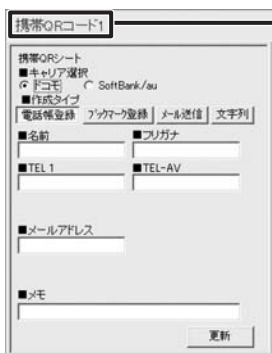 携帯QRコード1
携帯QRシート
■キャリア選択
ドコモ SoftBank/au
■作成タイプ
電話帳登録 ブックマーク登録 メール送信 文字列
■名前 ■フリガナ
■TEL 1 ■TEL-AV
■メールアドレス
■メモ
更新